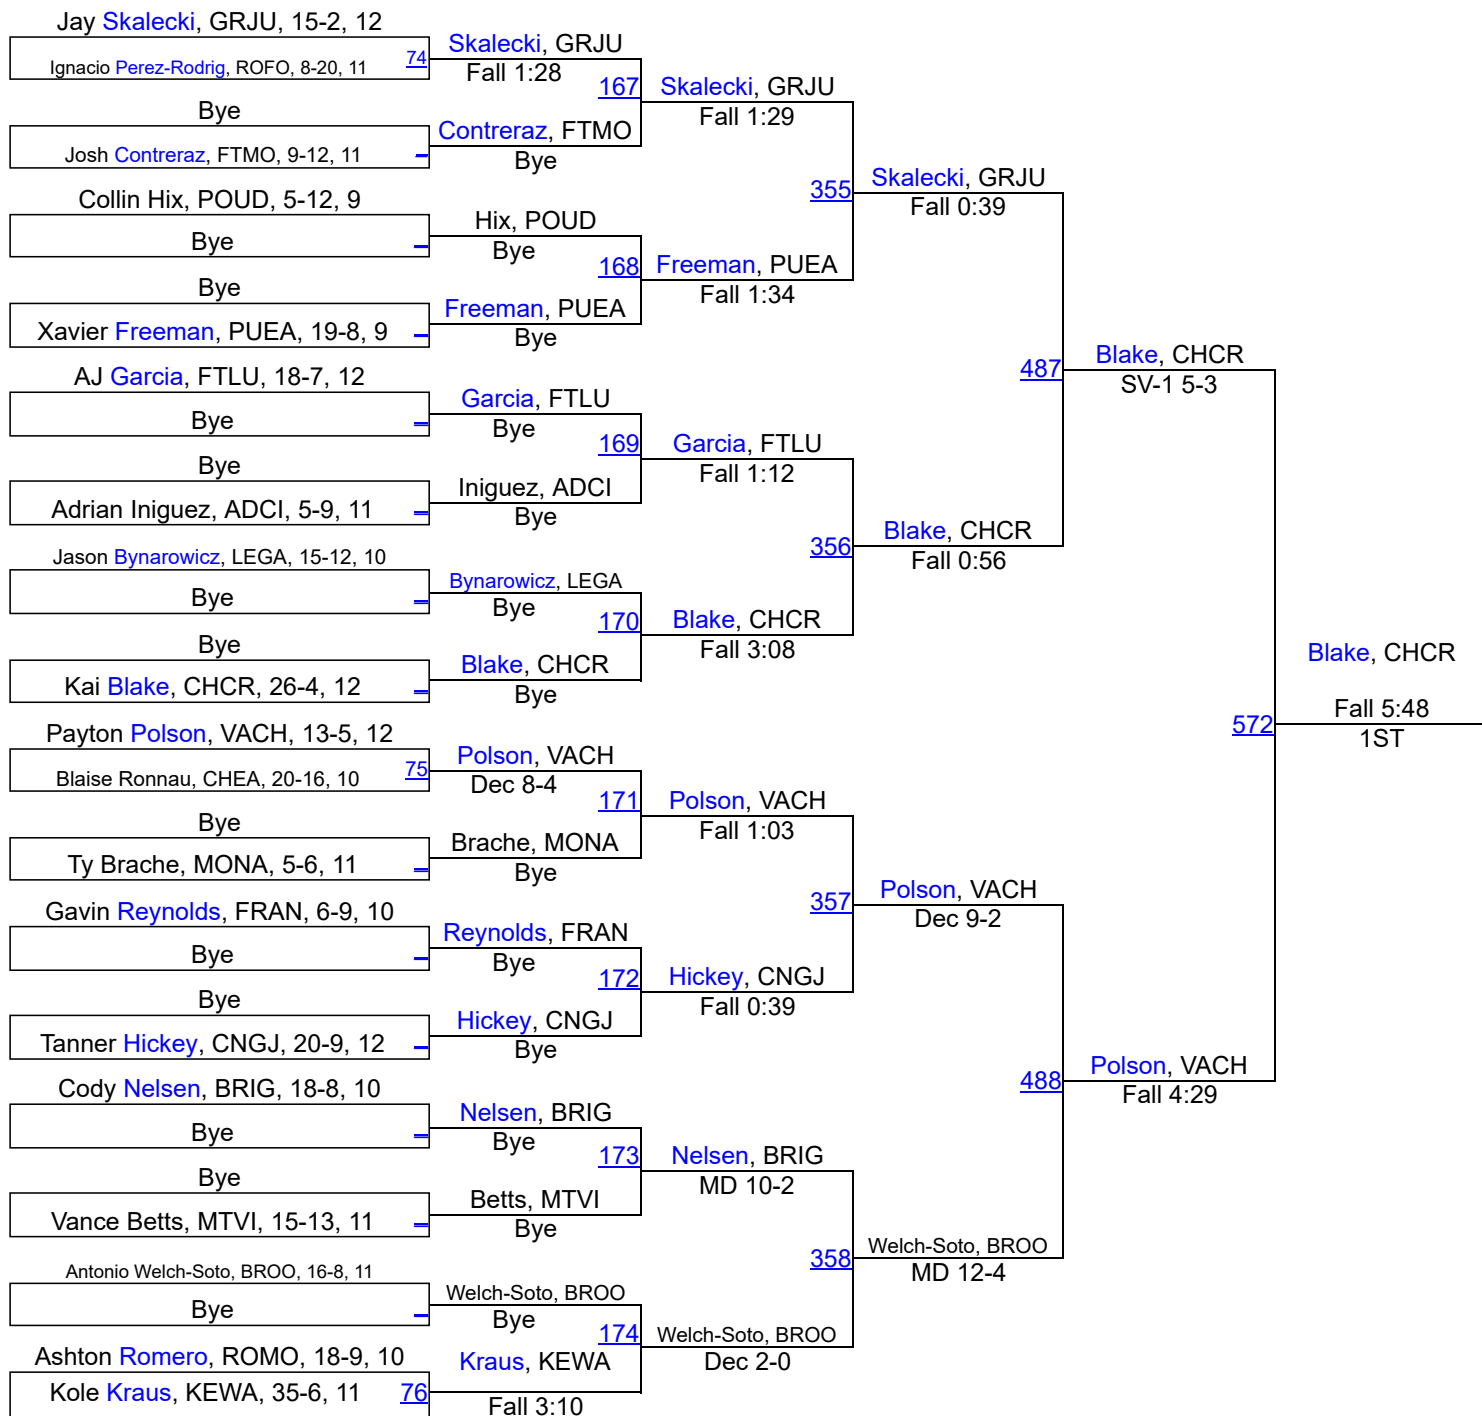 Jay Skalecki, GRJU, 15-2, 12
Ignacio Perez-Rodrig, ROFO, 8-20, 11
74
Bye
Josh Contreraz, FTMO, 9-12, 11
Collin Hix, POUD, 5-12, 9
Bye
Bye
Xavier Freeman, PUEA, 19-8, 9
AJ Garcia, FTLU, 18-7, 12
Bye
Bye
Adrian Iniguez, ADCI, 5-9, 11
Jason Bynarowicz, LEGA, 15-12, 10
Bye
Bye
Kai Blake, CHCR, 26-4, 12
Payton Polson, VACH, 13-5, 12
Blaise Ronnau, CHEA, 20-16, 10
75
Bye
Ty Brache, MONA, 5-6, 11
Gavin Reynolds, FRAN, 6-9, 10
Bye
Bye
Tanner Hickey, CNGJ, 20-9, 12
Cody Nelsen, BRIG, 18-8, 10
Bye
Bye
Vance Betts, MTVI, 15-13, 11
Antonio Welch-Soto, BROO, 16-8, 11
Bye
Ashton Romero, ROMO, 18-9, 10
Kole Kraus, KEWA, 35-6, 11
76
Skalecki, GRJU
Fall 1:28
167
Contreraz, FTMO
Bye
Hix, POUD
Bye
168
Freeman, PUEA
Bye
Garcia, FTLU
Bye
169
Iniguez, ADCI
Bye
Bynarowicz, LEGA
Bye
170
Blake, CHCR
Bye
Polson, VACH
Dec 8-4
171
Brache, MONA
Bye
Reynolds, FRAN
Bye
172
Hickey, CNGJ
Bye
Nelsen, BRIG
Bye
173
Betts, MTVI
Bye
Welch-Soto, BROO
Bye
174
Kraus, KEWA
Fall 3:10
Skalecki, GRJU
Fall 1:29
355
Freeman, PUEA
Fall 1:34
Garcia, FTLU
Fall 1:12
356
Blake, CHCR
Fall 3:08
Polson, VACH
Fall 1:03
357
Hickey, CNGJ
Fall 0:39
Nelsen, BRIG
MD 10-2
358
Welch-Soto, BROO
Dec 2-0
Skalecki, GRJU
Fall 0:39
487
Blake, CHCR
Fall 0:56
Polson, VACH
Dec 9-2
488
Welch-Soto, BROO
MD 12-4
Blake, CHCR
SV-1 5-3
572
Polson, VACH
Fall 4:29
Blake, CHCR
Fall 5:48
1ST